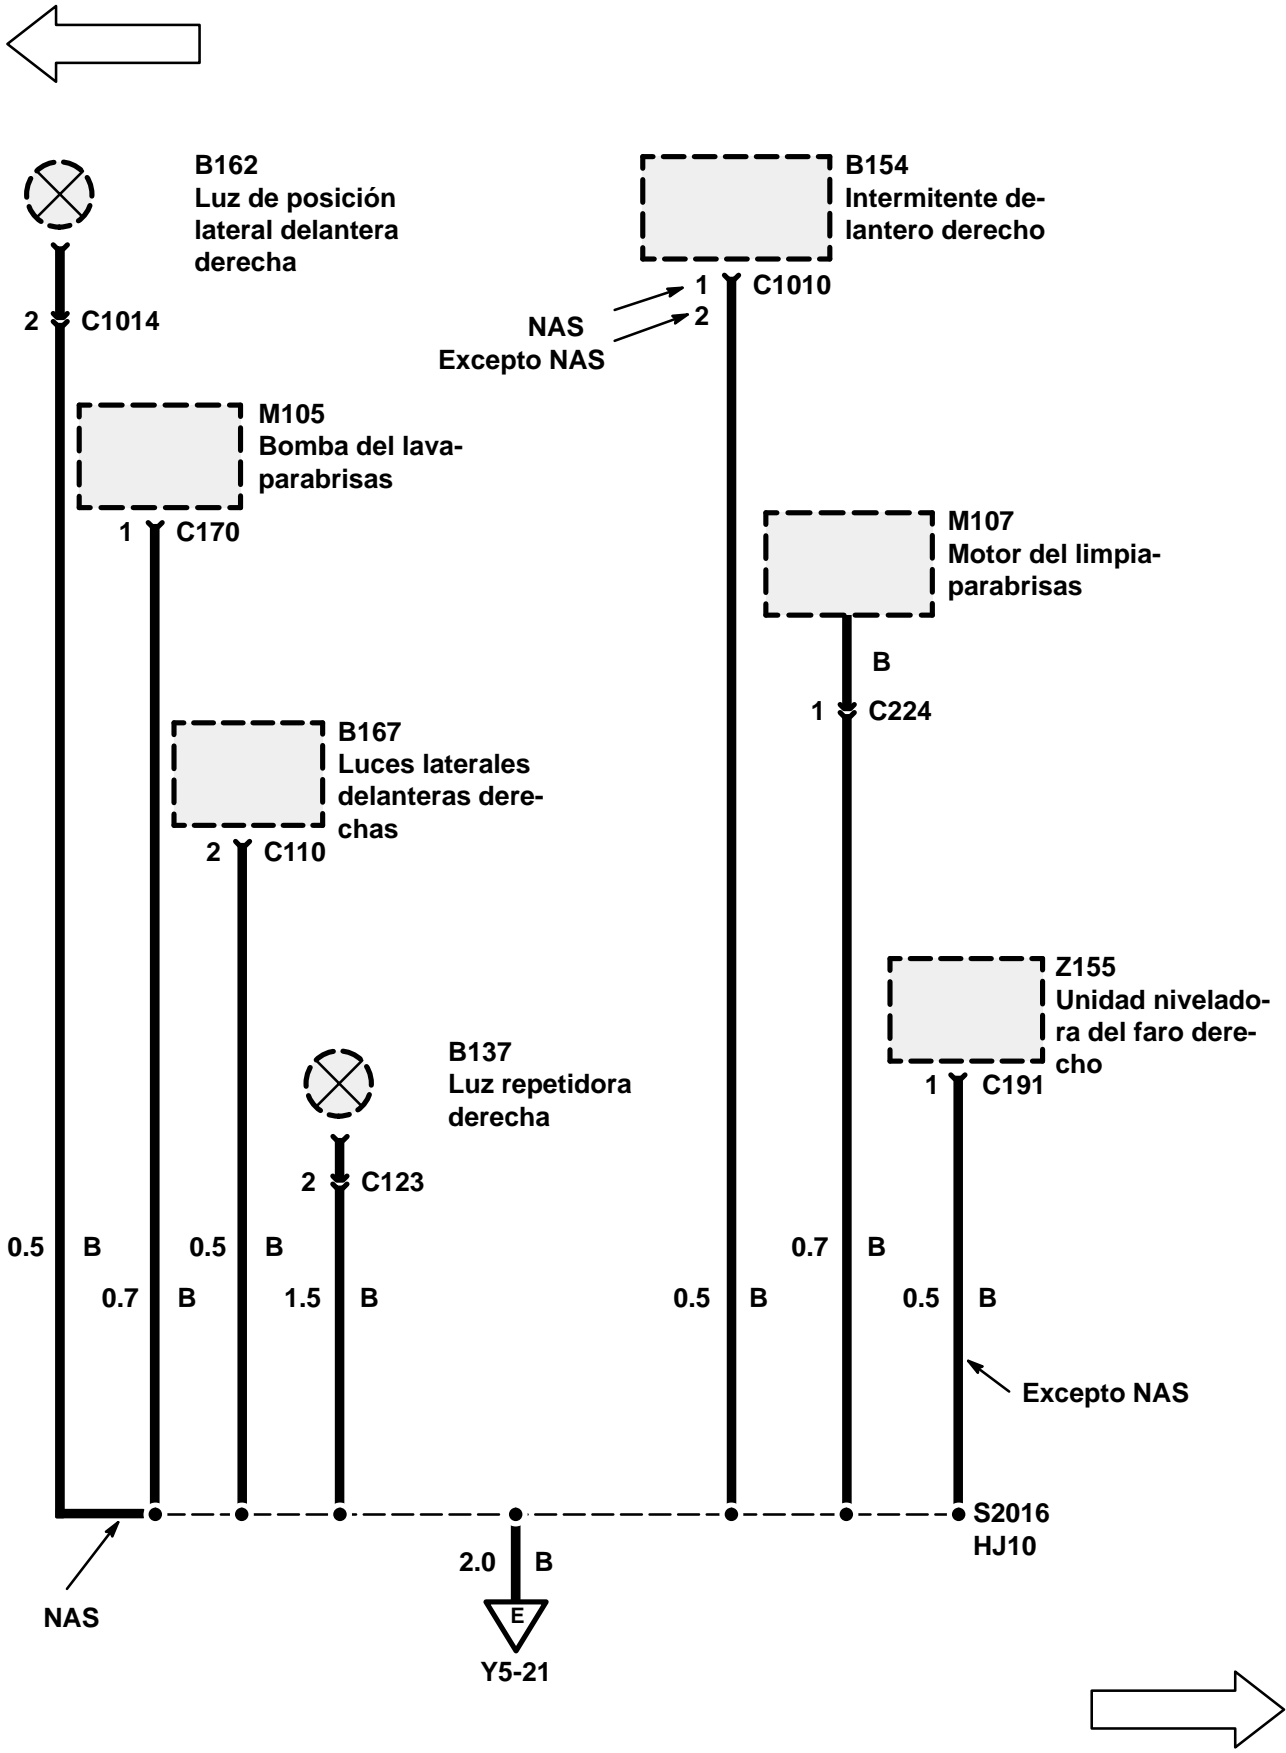 B162
Luz de posición
lateral delantera
derecha
2 C1014
B154
Intermitente de-
lantero derecho
1 C1010
2
NAS
Excepto NAS
M105
Bomba del lava-
parabrisas
1 C170
M107
Motor del limpia-
parabrisas
B
1 C224
B167
Luces laterales
delanteras dere-
chas
2 C110
Z155
Unidad nivelado-
ra del faro dere-
cho
1 C191
B137
Luz repetidora
derecha
2 C123
0.5 B 0.5 B 0.7 B
0.7 B 1.5 B 0.5 B 0.5 B
Excepto NAS
S2016
HJ10
2.0 B
NAS
E
Y5-21